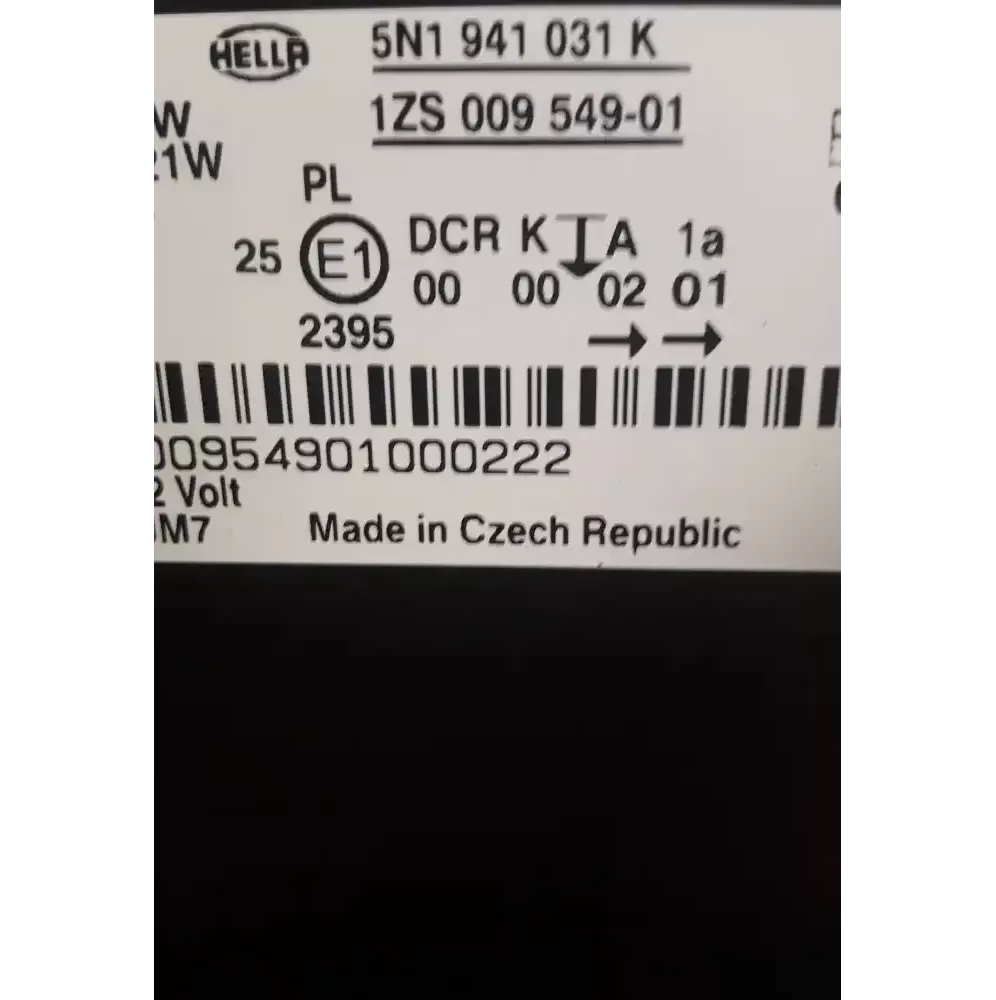 HELLA 5N1 941 031 K
W 1ZS 009 549-01
21W
PL
25 E1 DCR K A 1a
00 00 02 01
2395
→ →
00954901000222
2 Volt
M7 Made in Czech Republic